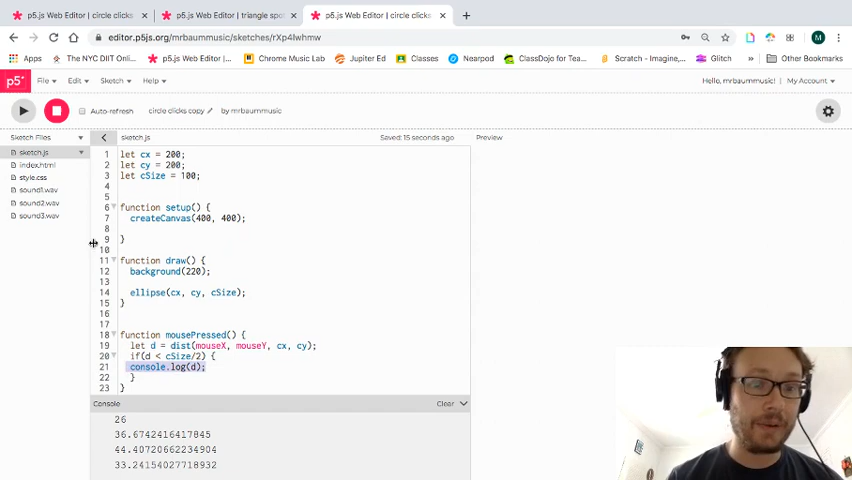 p5.js Web Editor | circle clicks
p5.js Web Editor | triangle spot
p5.js Web Editor | circle clicks
editor.p5js.org/mrbaummusic/sketches/rXp4lwhmw
Apps
The NYC DIIT Onl...
p5.js Web Editor |...
Chrome Music Lab
Jupiter Ed
Classes
Nearpod
ClassDojo for Tea...
Scratch - Imagine,...
Glitch
Other Bookmarks
p5*
File
Edit
Sketch
Help
Hello, mrbaummusic!
My Account
Auto-refresh
circle clicks copy
by mrbaummusic
Sketch Files
sketch.js
Saved: 15 seconds ago
Preview
sketch.js
index.html
style.css
sound1.wav
sound2.wav
sound3.wav
1 let cx = 200;
2 let cy = 200;
3 let cSize = 100;
4
5
6 function setup() {
7 createCanvas(400, 400);
8
9 }
10
11 function draw() {
12 background(220);
13
14 ellipse(cx, cy, cSize);
15 }
16
17
18 function mousePressed() {
19 let d = dist(mouseX, mouseY, cx, cy);
20 if(d < cSize/2) {
21 console.log(d);
22 }
23 }
Console
Clear
26
36.6742416417845
44.40720662234904
33.24154027718932